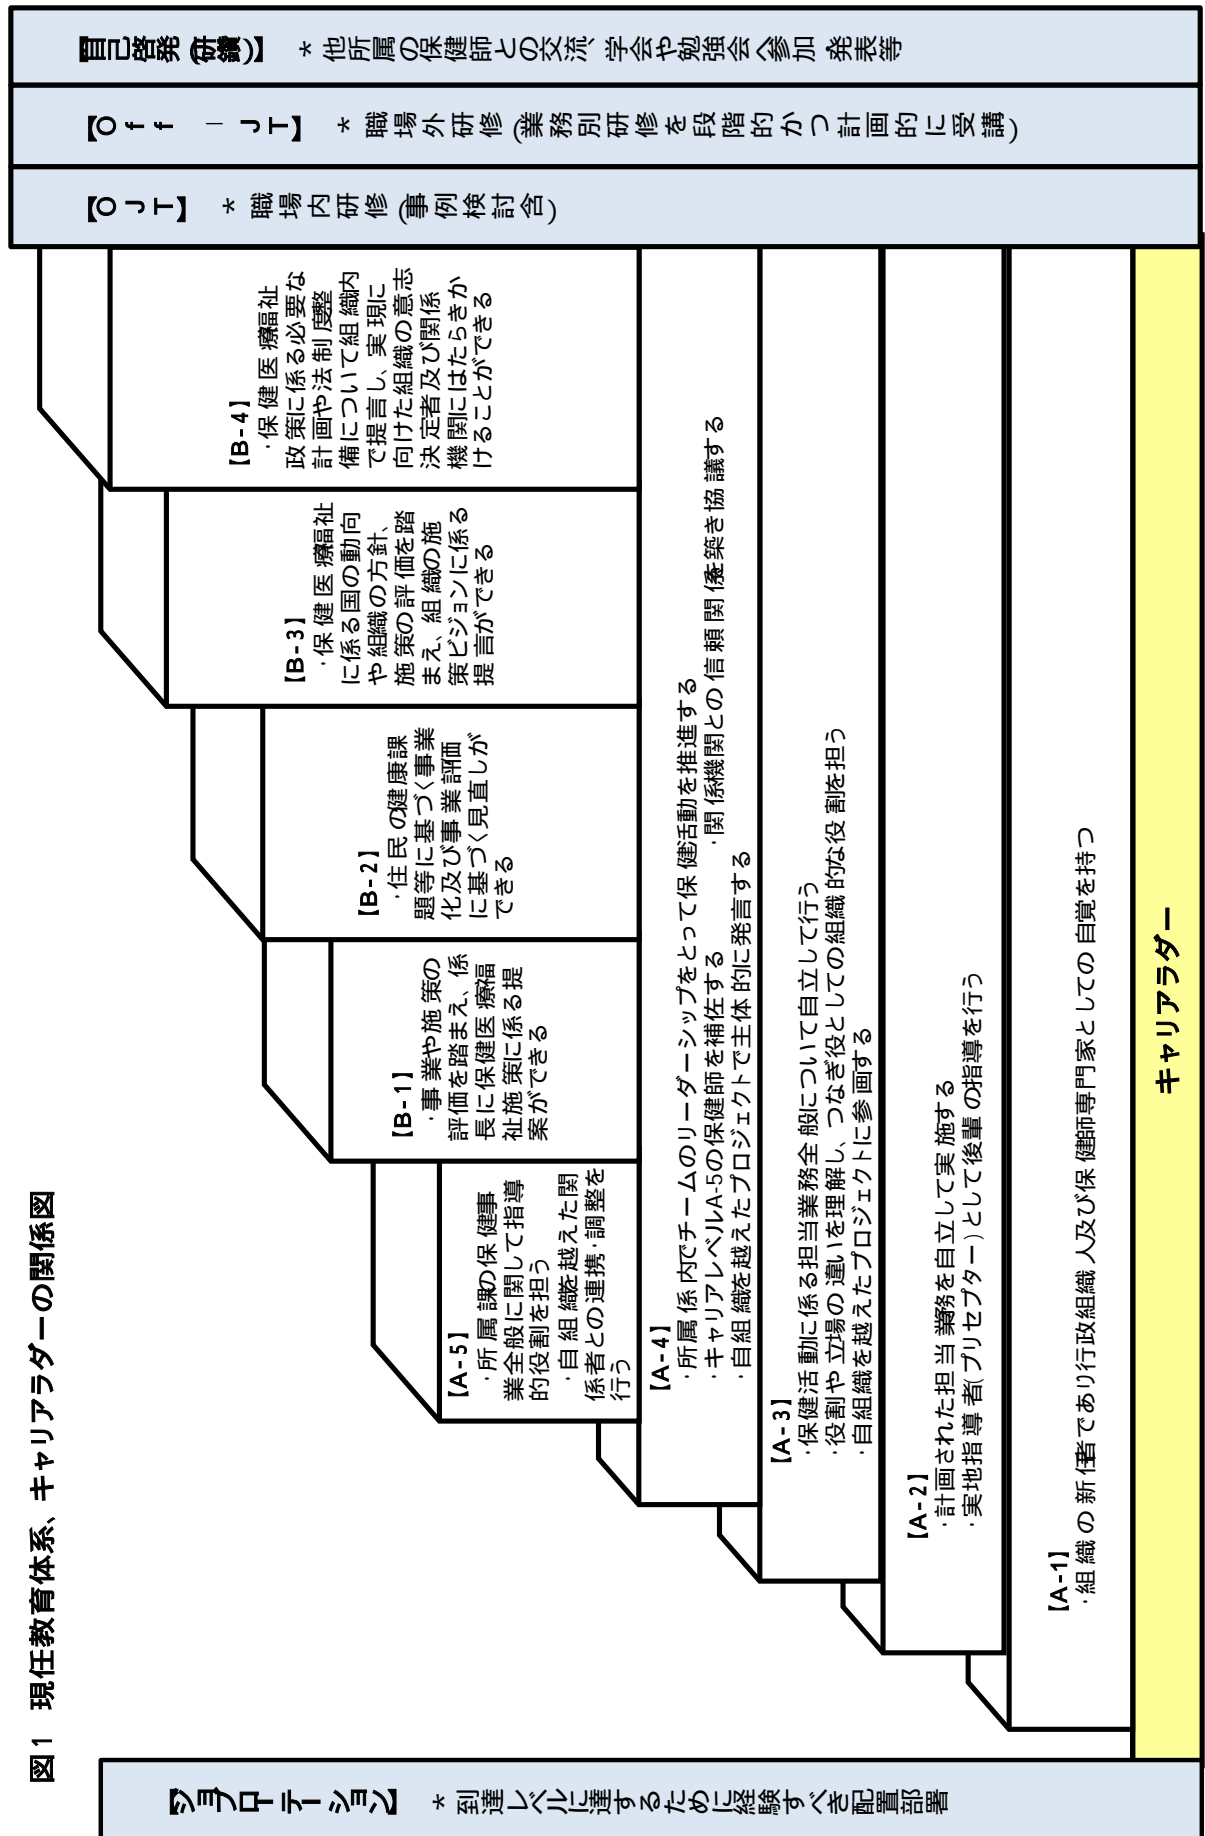 図1　現任教育体系、キャリアラダーの関係図
【ジョブローテーション】　＊到達レベルに達するために経験すべき配置部署
【A-5】
・所属課の保健事
業全般に関して指導
的役割を担う
・自組織を越えた関
係者との連携・調整を
行う
【B-1】
・事業や施策の
評価を踏まえ、係
長に保健医療福
祉施策に係る提
案ができる
【B-2】
・住民の健康課
題等に基づく事業
化及び事業評価
に基づく見直しが
できる
【B-3】
・保健医療福祉
に係る国の動向
や組織の方針、
施策の評価を踏
まえ、組織の施
策ビジョンに係る
提言ができる
【B-4】
・保健医療福祉
政策に係る必要な
計画や法制度整
備について組織内
で提言し、実現に
向けた組織の意志
決定者及び関係
機関にはたらきか
けることができる
【A-4】
・所属係内でチームのリーダーシップをとって保健活動を推進する
・キャリアレベルA-5の保健師を補佐する　・関係機関との信頼関係を築き協議する
・自組織を越えたプロジェクトで主体的に発言する
【A-3】
・保健活動に係る担当業務全般について自立して行う
・役割や立場の違いを理解し、つなぎ役としての組織的な役割を担う
・自組織を越えたプロジェクトに参画する
【A-2】
・計画された担当業務を自立して実施する
・実地指導者(プリセプター)として後輩の指導を行う
【A-1】
・組織の新任者であり行政組織人及び保健師専門家としての自覚を持つ
キャリアラダー
【自己啓発(研鑽)】　＊他所属の保健師との交流、学会や勉強会へ参加・発表等
【Off－JT】　＊職場外研修(業務別研修を段階的かつ計画的に受講)
【OJT】　＊職場内研修(事例検討含)